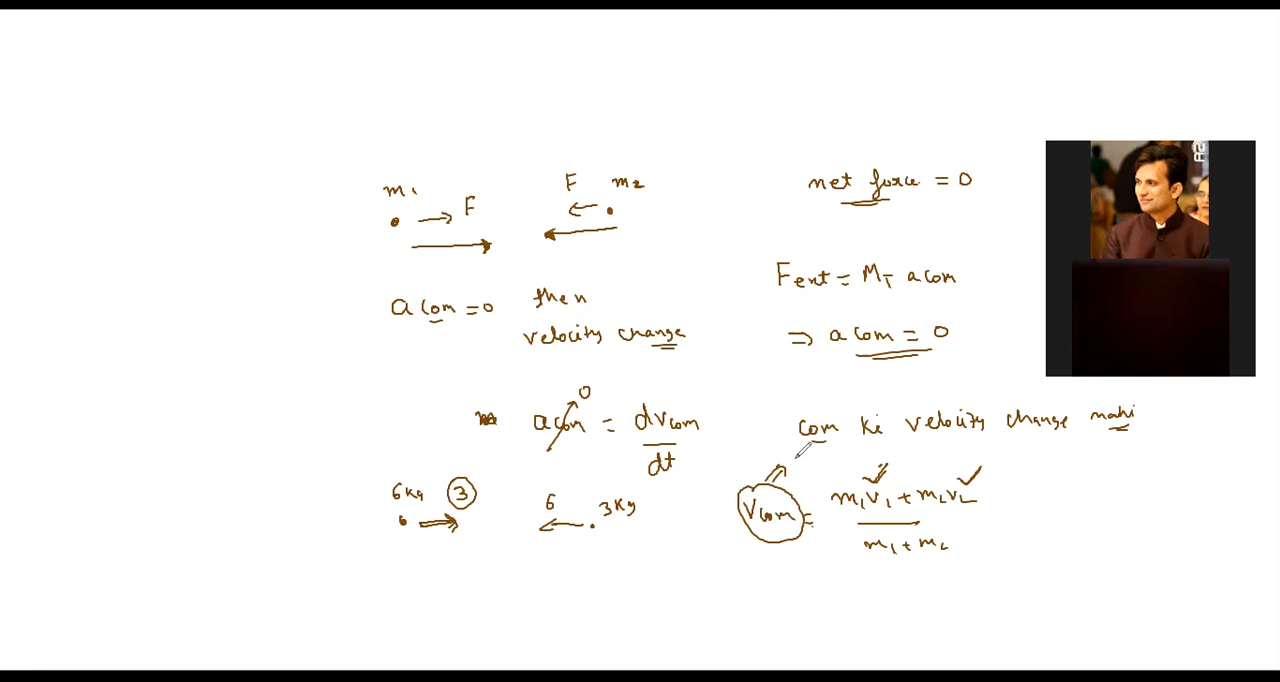 m1 F F m2
net force = 0
Fext = MT acom
a com = 0 then
velocity change
⇒ a com = 0
acom 0 = dvcom
dt
com ki velocity change nahi
6kg 3 6 3kg
Vcom = m1v1 + m2v2
m1 + m2